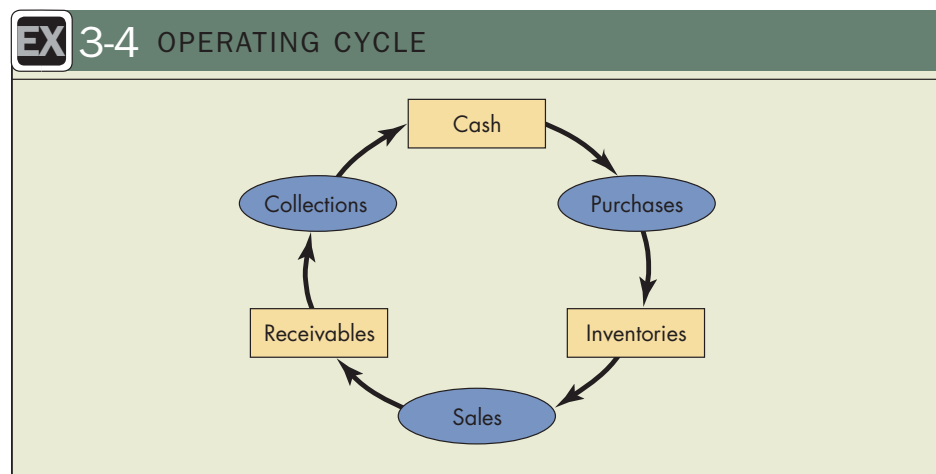 EX 3-4 OPERATING CYCLE
Cash
Collections
Purchases
Receivables
Inventories
Sales